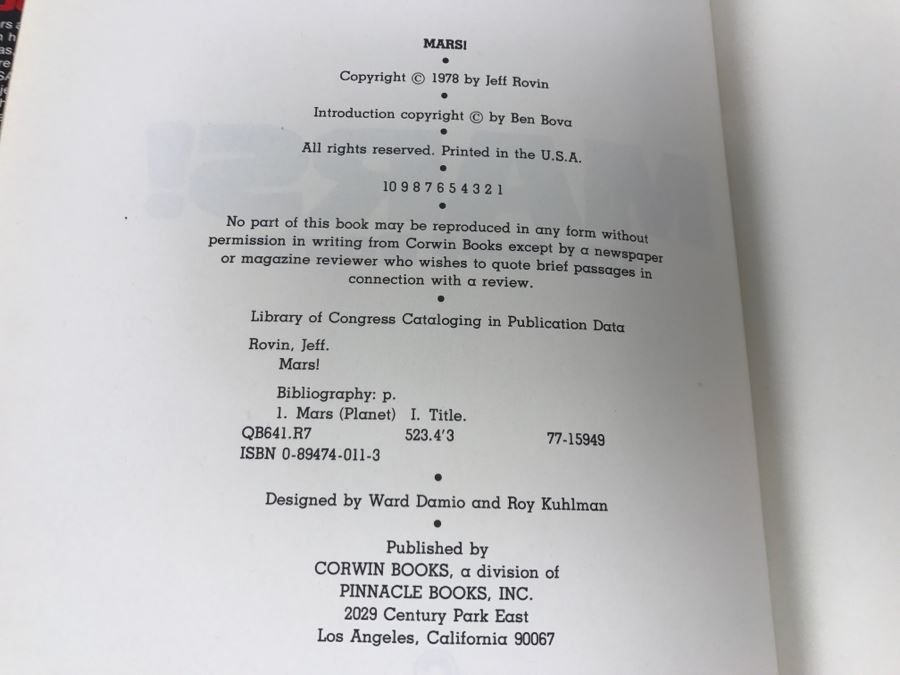 MARS!
•
Copyright © 1978 by Jeff Rovin
•
Introduction copyright © by Ben Bova
•
All rights reserved. Printed in the U.S.A.
•
10 9 8 7 6 5 4 3 2 1
•
No part of this book may be reproduced in any form without
permission in writing from Corwin Books except by a newspaper
or magazine reviewer who wishes to quote brief passages in
connection with a review.
•
Library of Congress Cataloging in Publication Data
Rovin, Jeff.
Mars!
Bibliography: p.
1. Mars (Planet) I. Title.
QB641.R7 523.4'3 77-15949
ISBN 0-89474-011-3
•
Designed by Ward Damio and Roy Kuhlman
•
Published by
CORWIN BOOKS, a division of
PINNACLE BOOKS, INC.
2029 Century Park East
Los Angeles, California 90067